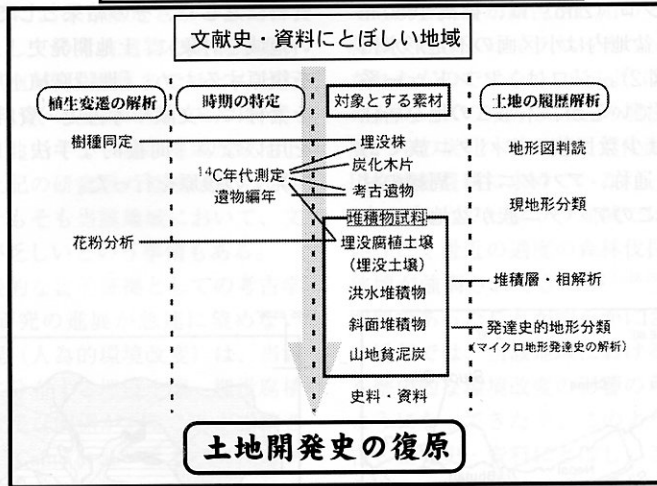 文献史・資料にとぼしい地域
植生変遷の解析
時期の特定
対象とする素材
土地の履歴解析
樹種同定
¹⁴C年代測定
遺物編年
花粉分析
埋没株
炭化木片
考古遺物
堆積物試料
埋没腐植土壌
(埋没土壌)
洪水堆積物
斜面堆積物
山地貧泥炭
史料・資料
地形図判読
現地形分類
堆積層・相解析
発達史的地形分類
(マイクロ地形発達史の解析)
土地開発史の復原